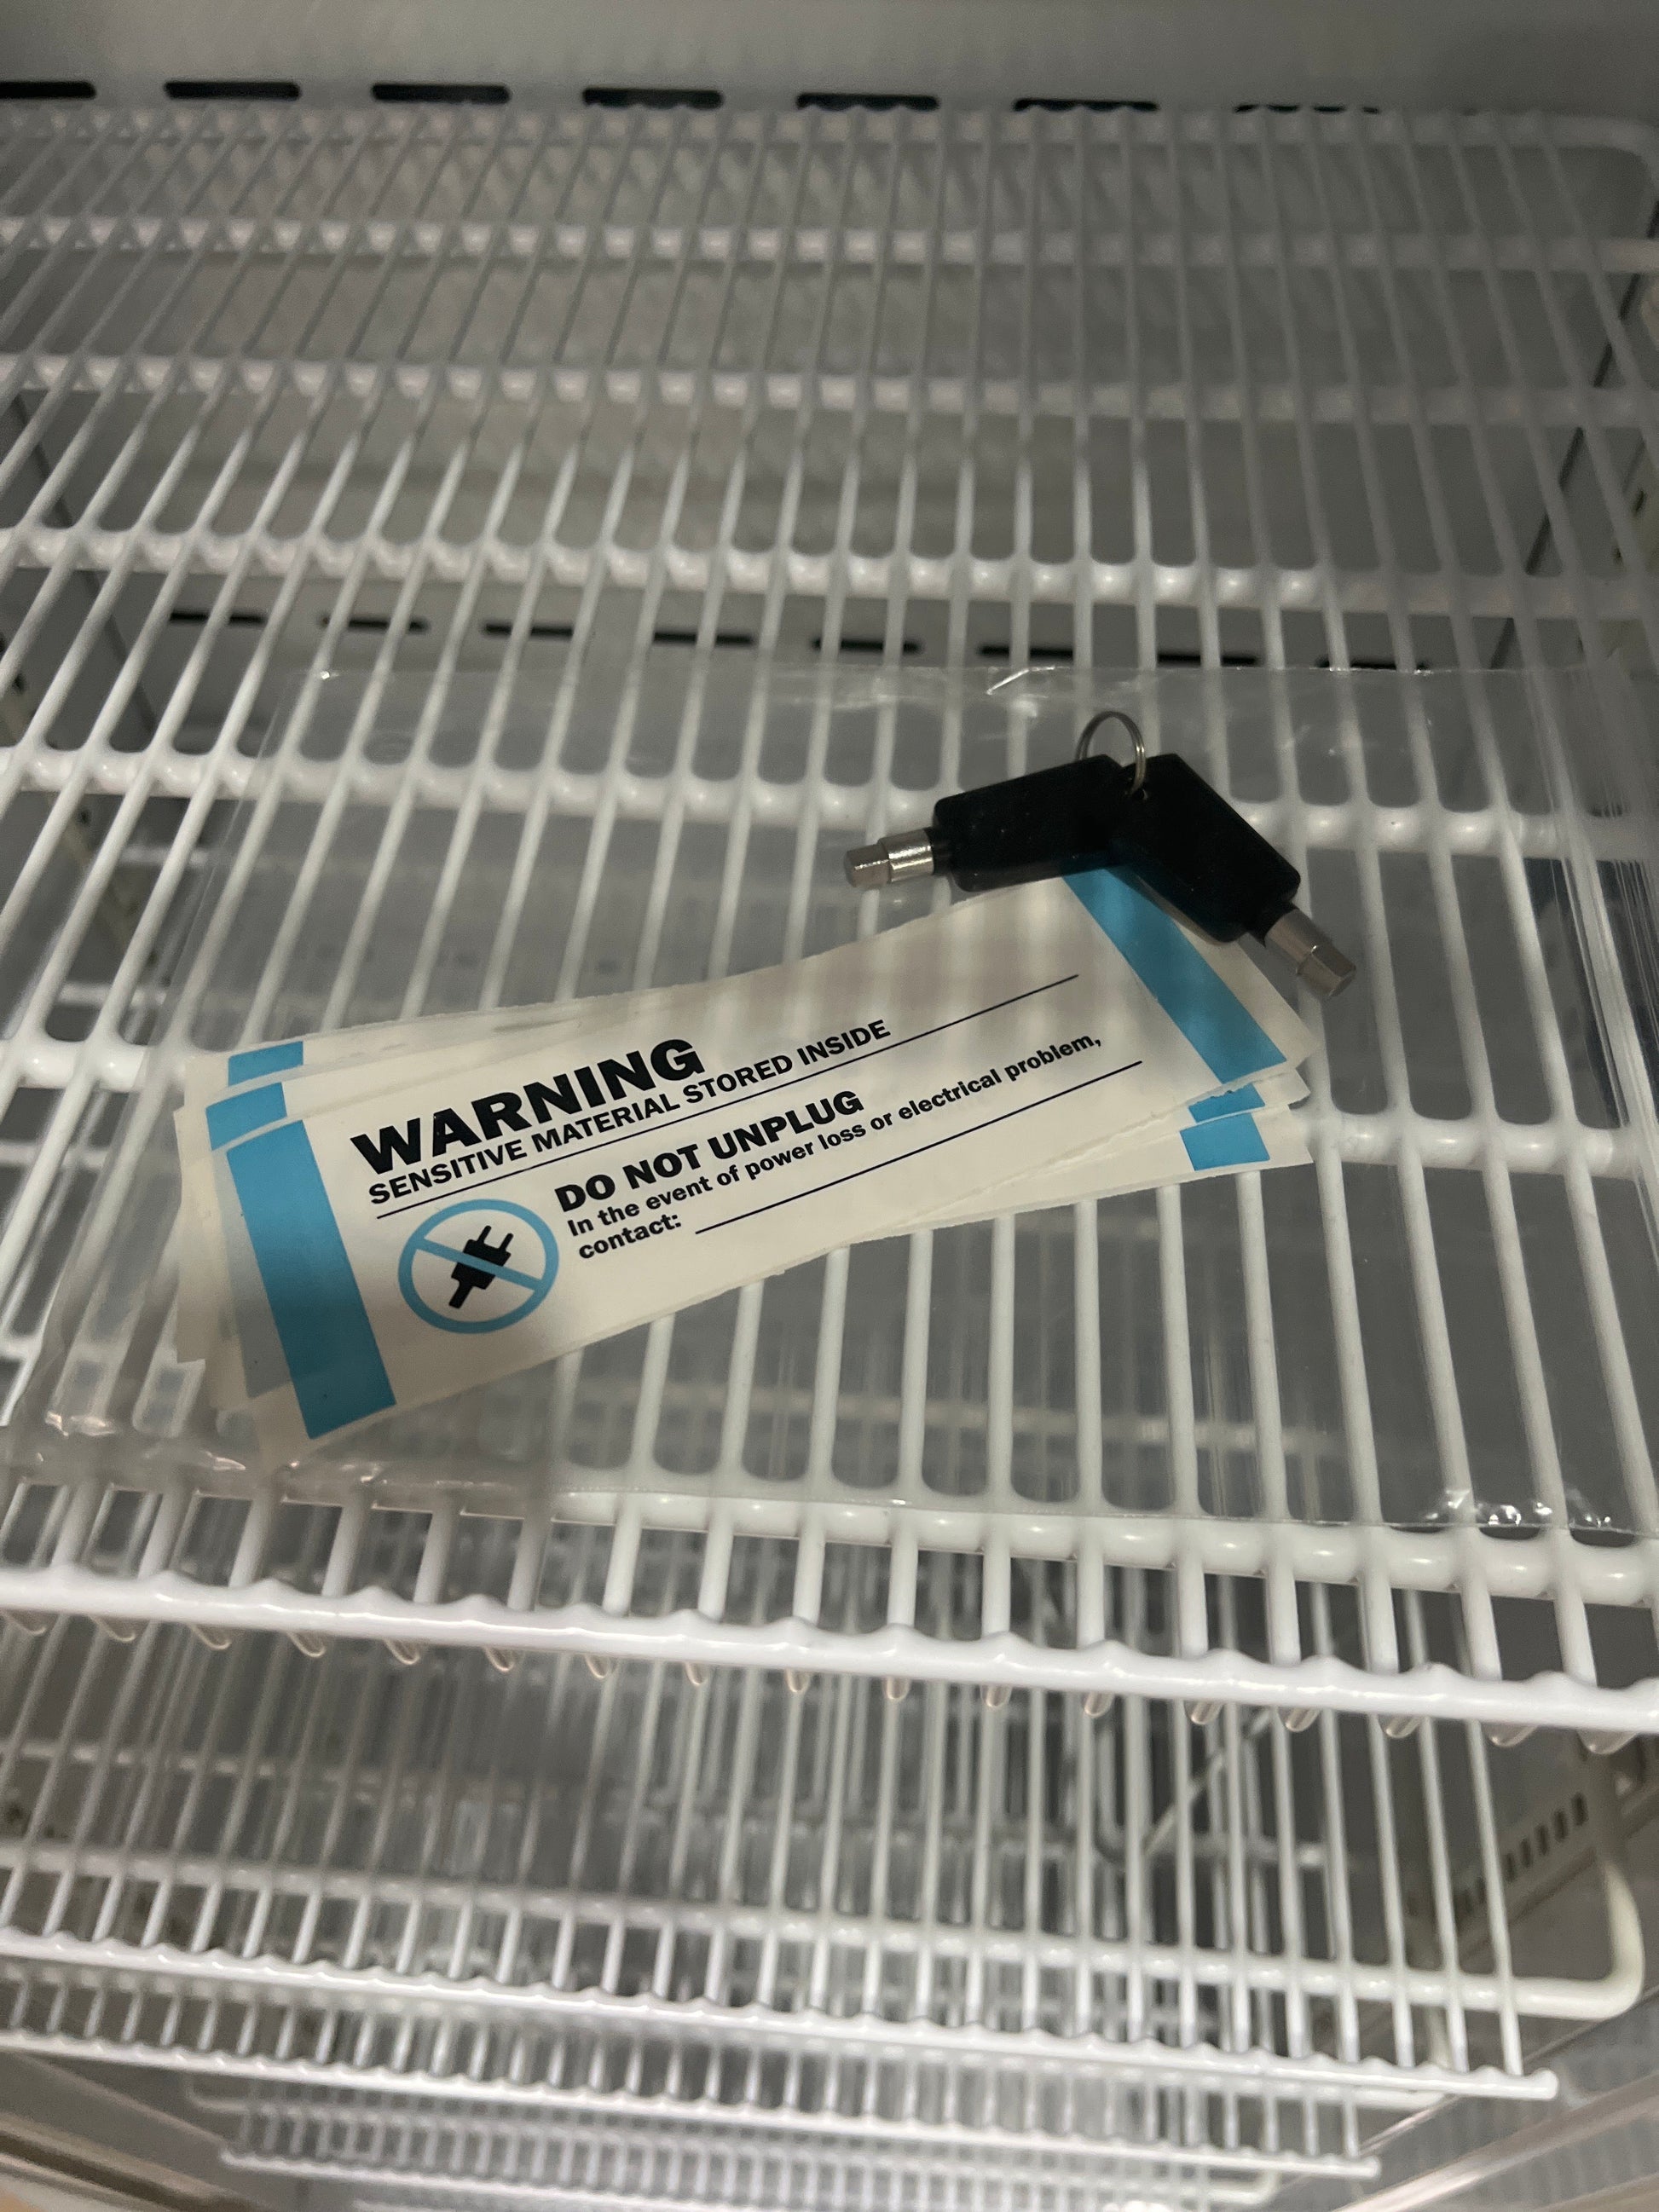 WARNING
SENSITIVE MATERIAL STORED INSIDE
DO NOT UNPLUG
In the event of power loss or electrical problem,
contact: